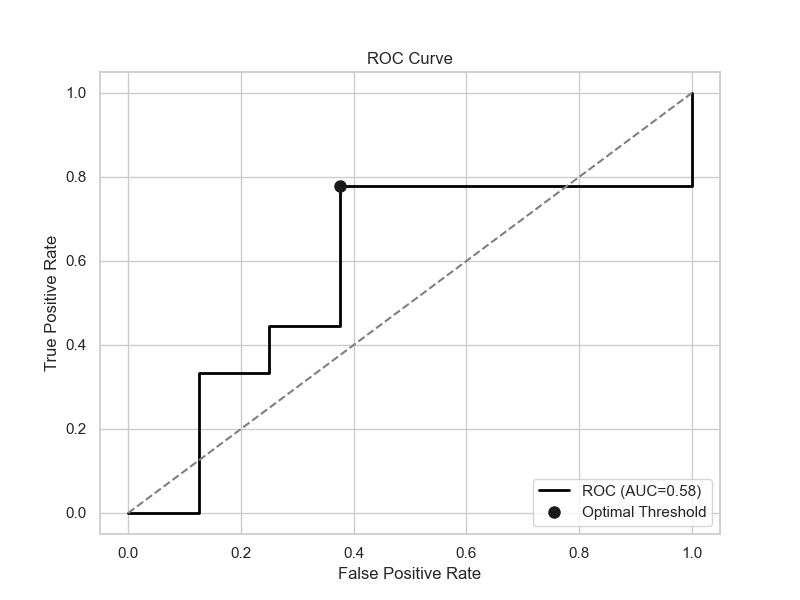 ROC Curve
True Positive Rate
1.0
0.8
0.6
0.4
0.2
0.0
ROC (AUC=0.58)
Optimal Threshold
0.0 0.2 0.4 0.6 0.8 1.0
False Positive Rate